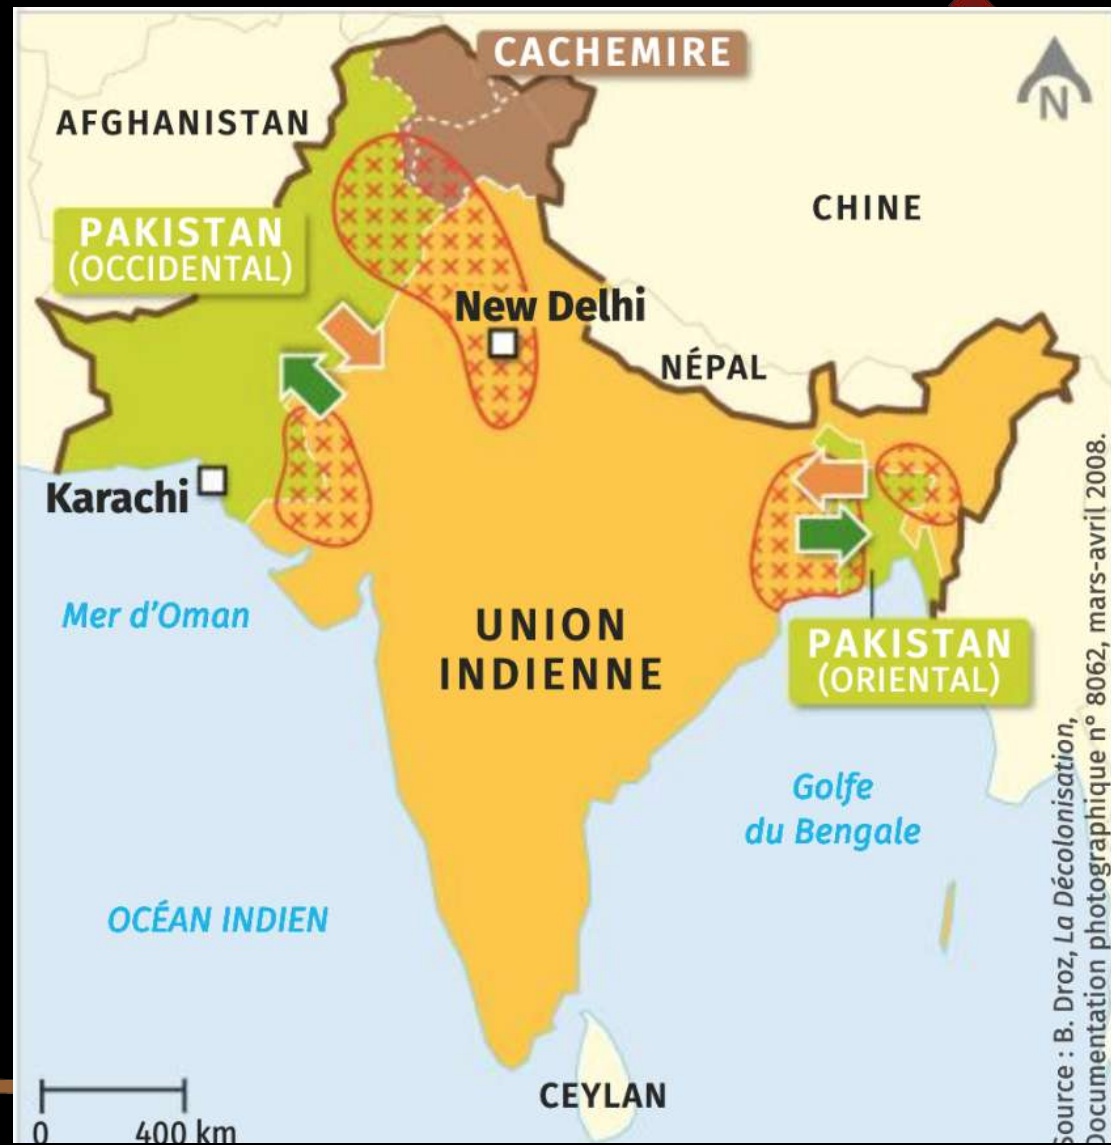 CACHEMIRE
N
AFGHANISTAN
CHINE
PAKISTAN
(OCCIDENTAL)
New Delhi
NÉPAL
Karachi
Mer d'Oman
UNION
INDIENNE
PAKISTAN
(ORIENTAL)
Golfe
du Bengale
OCÉAN INDIEN
CEYLAN
0 400 km
Source : B. Droz, La Décolonisation,
Documentation photographique n° 8062, mars-avril 2008.